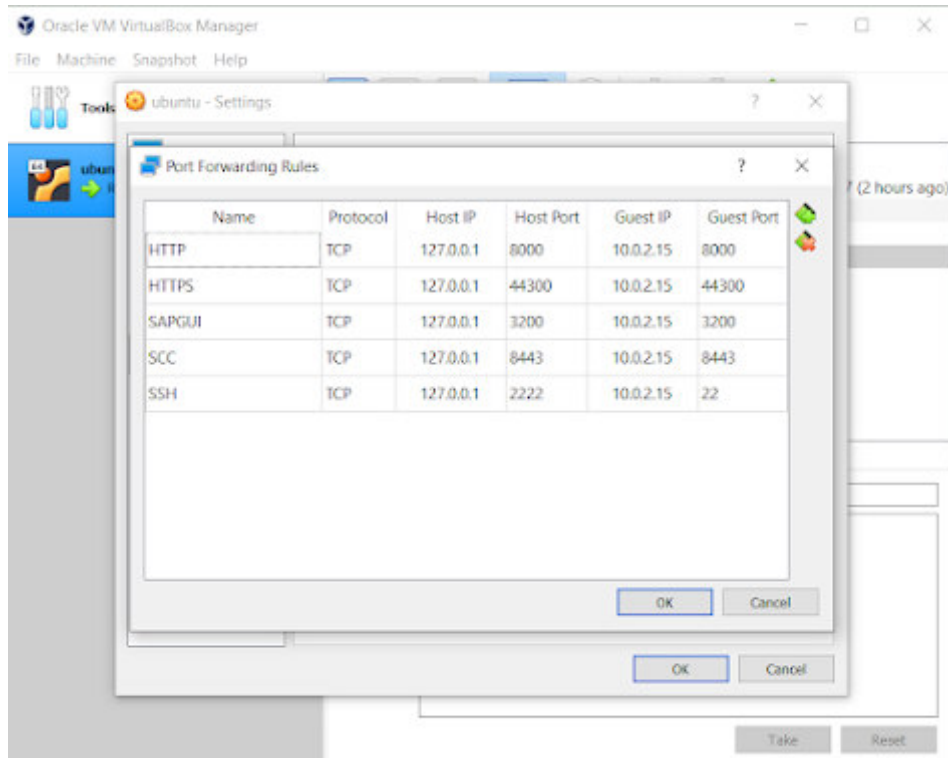 Oracle VM VirtualBox Manager
File Machine Snapshot Help
Tools
ubuntu - Settings
?
Port Forwarding Rules
?
(2 hours ago)
Name Protocol Host IP Host Port Guest IP Guest Port
HTTP TCP 127.0.0.1 8000 10.0.2.15 8000
HTTPS TCP 127.0.0.1 44300 10.0.2.15 44300
SAPGUI TCP 127.0.0.1 3200 10.0.2.15 3200
SCC TCP 127.0.0.1 8443 10.0.2.15 8443
SSH TCP 127.0.0.1 2222 10.0.2.15 22
OK Cancel
OK Cancel
Take Reset